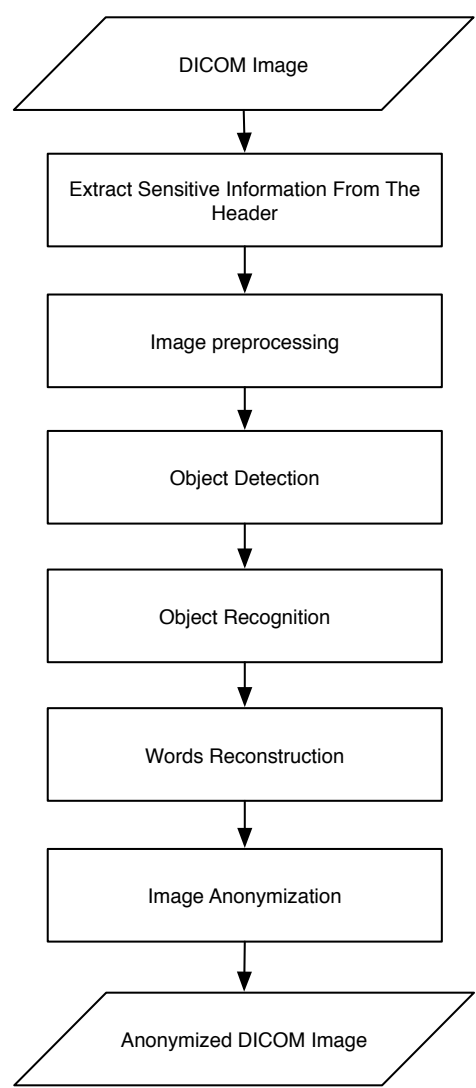 DICOM Image
Extract Sensitive Information From The
Header
Image preprocessing
Object Detection
Object Recognition
Words Reconstruction
Image Anonymization
Anonymized DICOM Image